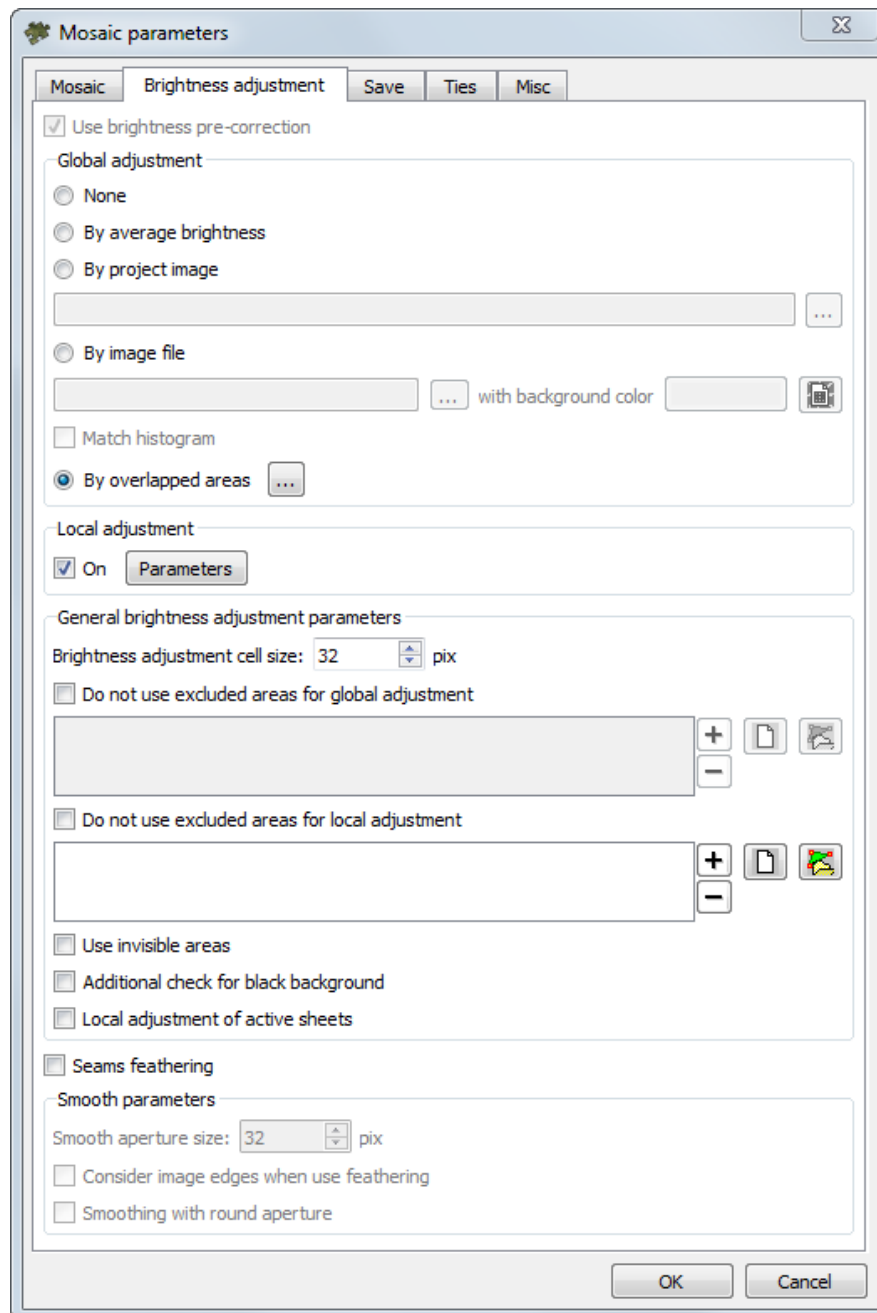 Mosaic parameters
Mosaic Brightness adjustment Save Ties Misc
Use brightness pre-correction
Global adjustment
None
By average brightness
By project image
...
By image file
... with background color
Match histogram
By overlapped areas ...
Local adjustment
On Parameters
General brightness adjustment parameters
Brightness adjustment cell size: 32 pix
Do not use excluded areas for global adjustment
Do not use excluded areas for local adjustment
Use invisible areas
Additional check for black background
Local adjustment of active sheets
Seams feathering
Smooth parameters
Smooth aperture size: 32 pix
Consider image edges when use feathering
Smoothing with round aperture
OK Cancel